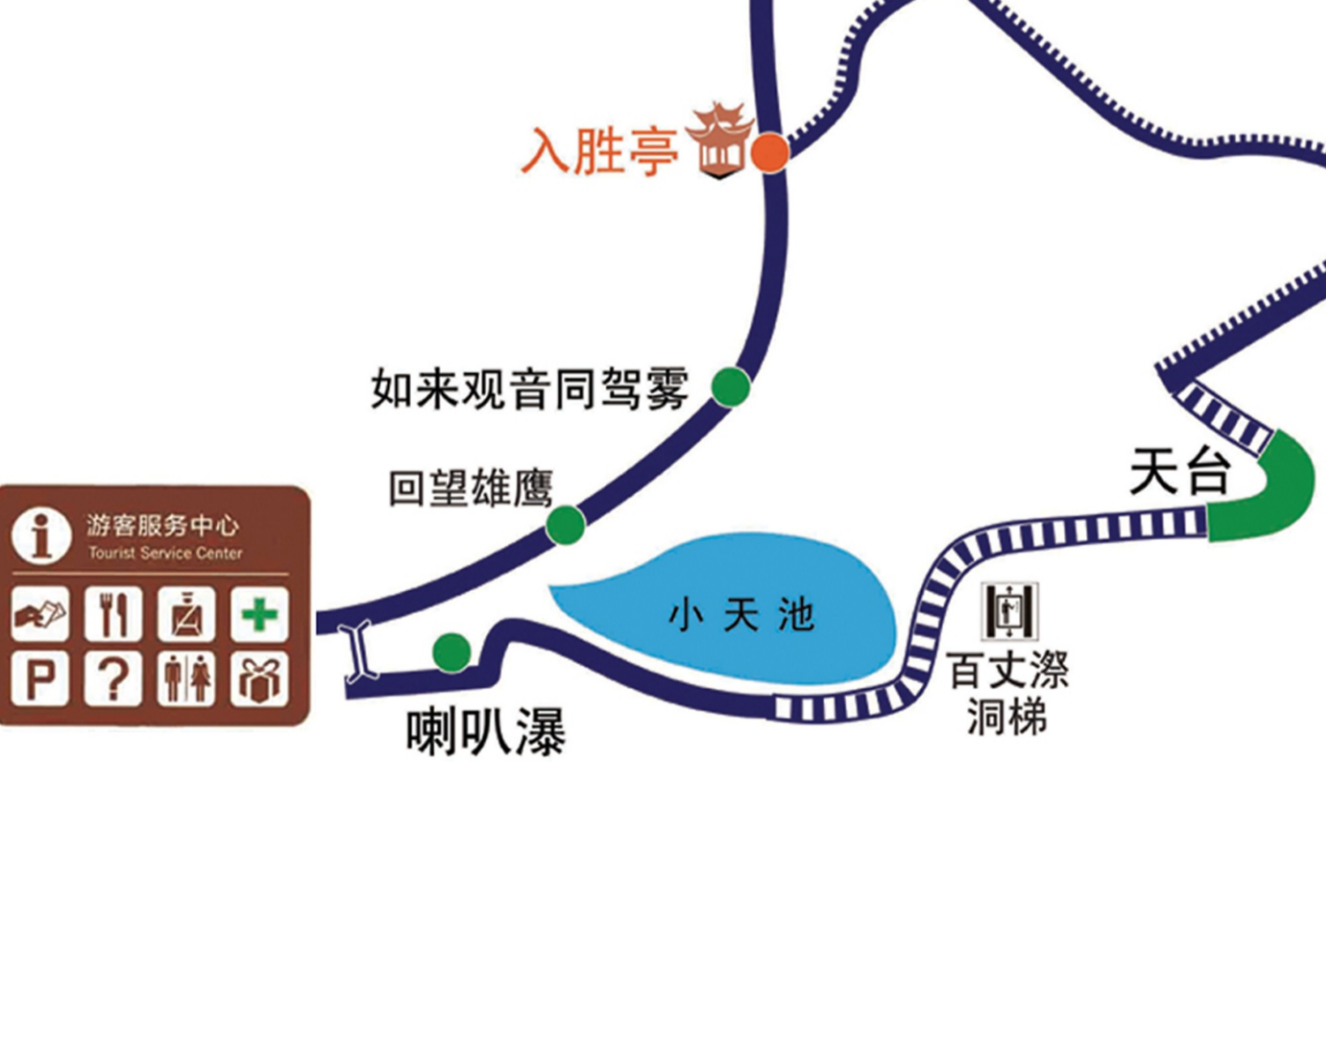 入胜亭
如来观音同驾雾
回望雄鹰
天台
游客服务中心
Tourist Service Center
P
?
小天池
百丈漈
洞梯
喇叭瀑